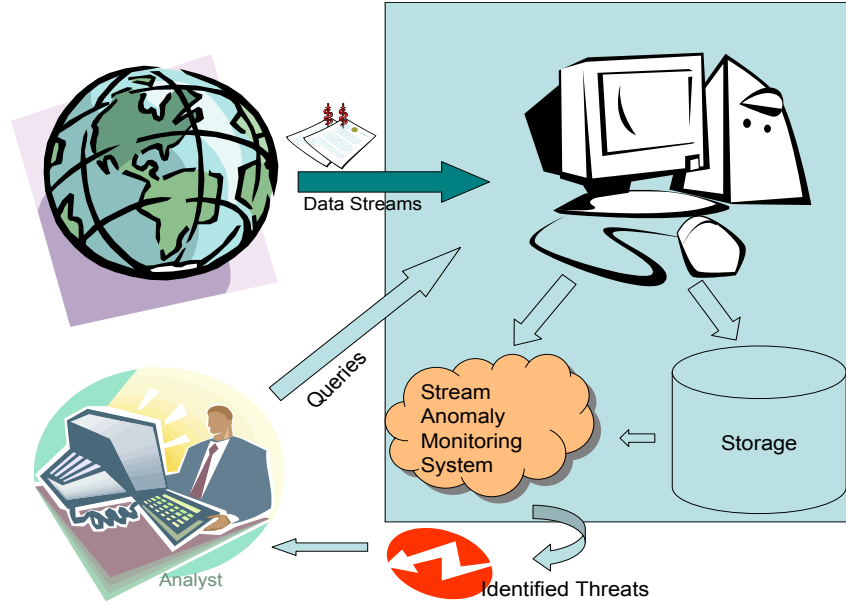 Data Streams
Queries
Stream
Anomaly
Monitoring
System
Storage
Analyst
Identified Threats